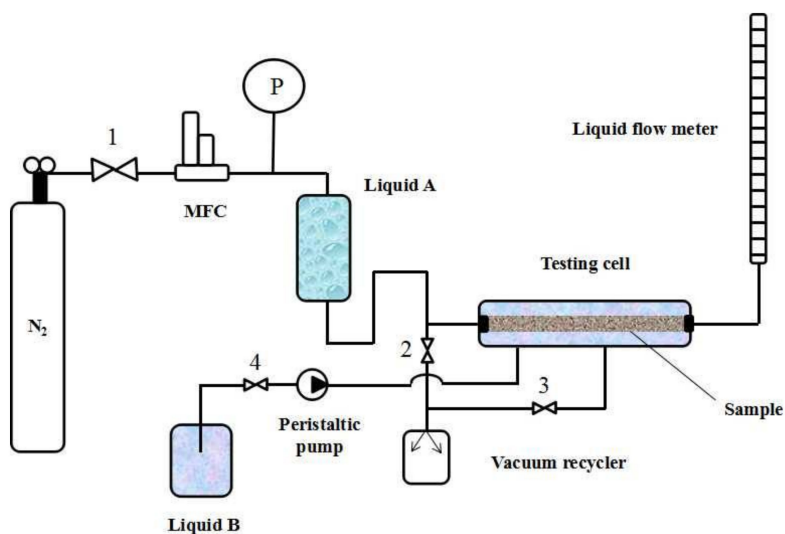 P
1
Liquid flow meter
Liquid A
MFC
Testing cell
N₂
2
4
3
Sample
Peristaltic
pump
Vacuum recycler
Liquid B